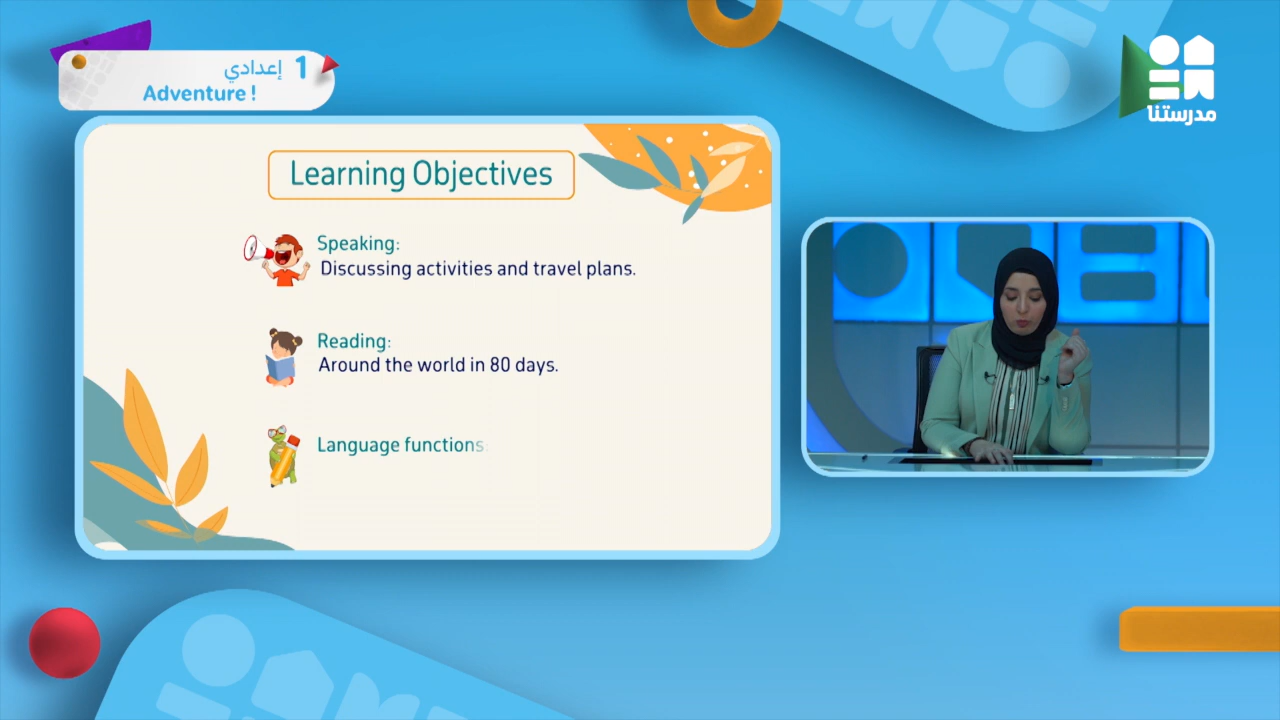 1 إعدادي
Adventure !
مدرستنا
Learning Objectives
Speaking:
Discussing activities and travel plans.
Reading:
Around the world in 80 days.
Language functions: